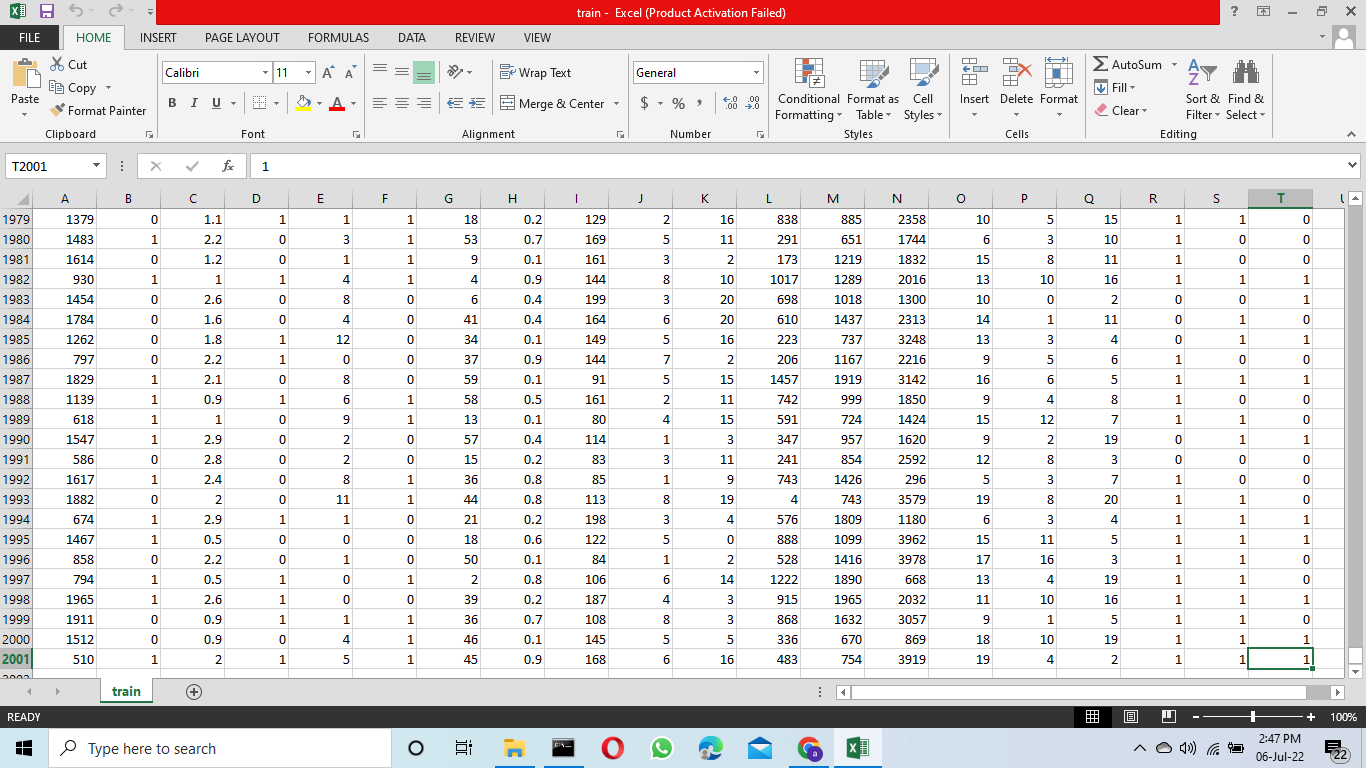 train - Excel (Product Activation Failed)
FILE HOME INSERT PAGE LAYOUT FORMULAS DATA REVIEW VIEW
Paste Cut Copy Format Painter
Calibri 11
B I U A
Wrap Text
Merge & Center
General
$ % ,
Conditional Formatting Format as Table Cell Styles
Insert Delete Format
AutoSum Fill Clear
Sort & Filter Find & Select
Clipboard Font Alignment Number Styles Cells Editing
T2001 fx 1
A B C D E F G H I J K L M N O P Q R S T
1979 1379 0 1.1 1 1 1 18 0.2 129 2 16 838 885 2358 10 5 15 1 1 0
1980 1483 1 2.2 0 3 1 53 0.7 169 5 11 291 651 1744 6 3 10 1 0 0
1981 1614 0 1.2 0 1 1 9 0.1 161 3 2 173 1219 1832 15 8 11 1 0 0
1982 930 1 1 1 4 1 4 0.9 144 8 10 1017 1289 2016 13 10 16 1 1 1
1983 1454 0 2.6 0 8 0 6 0.4 199 3 20 698 1018 1300 10 0 2 0 0 1
1984 1784 0 1.6 0 4 0 41 0.4 164 6 20 610 1437 2313 14 1 11 0 1 0
1985 1262 0 1.8 1 12 0 34 0.1 149 5 16 223 737 3248 13 3 4 0 1 1
1986 797 0 2.2 1 0 0 37 0.9 144 7 2 206 1167 2216 9 5 6 1 0 0
1987 1829 1 2.1 0 8 0 59 0.1 91 5 15 1457 1919 3142 16 6 5 1 1 1
1988 1139 1 0.9 1 6 1 58 0.5 161 2 11 742 999 1850 9 4 8 1 0 0
1989 618 1 1 0 9 1 13 0.1 80 4 15 591 724 1424 15 12 7 1 1 0
1990 1547 1 2.9 0 2 0 57 0.4 114 1 3 347 957 1620 9 2 19 0 1 1
1991 586 0 2.8 0 2 0 15 0.2 83 3 11 241 854 2592 12 8 3 0 0 0
1992 1617 1 2.4 0 8 1 36 0.8 85 1 9 743 1426 296 5 3 7 1 0 0
1993 1882 0 2 0 11 1 44 0.8 113 8 19 4 743 3579 19 8 20 1 1 0
1994 674 1 2.9 1 1 0 21 0.2 198 3 4 576 1809 1180 6 3 4 1 1 1
1995 1467 1 0.5 0 0 0 18 0.6 122 5 0 888 1099 3962 15 11 5 1 1 1
1996 858 0 2.2 0 1 0 50 0.1 84 1 2 528 1416 3978 17 16 3 1 1 0
1997 794 1 0.5 1 0 1 2 0.8 106 6 14 1222 1890 668 13 4 19 1 1 0
1998 1965 1 2.6 1 0 0 39 0.2 187 4 3 915 1965 2032 11 10 16 1 1 1
1999 1911 0 0.9 1 1 1 36 0.7 108 8 3 868 1632 3057 9 1 5 1 1 0
2000 1512 0 0.9 0 4 1 46 0.1 145 5 5 336 670 869 18 10 19 1 1 1
2001 510 1 2 1 5 1 45 0.9 168 6 16 483 754 3919 19 4 2 1 1 1
train
READY 100%
Type here to search
2:47 PM
06-Jul-22
22